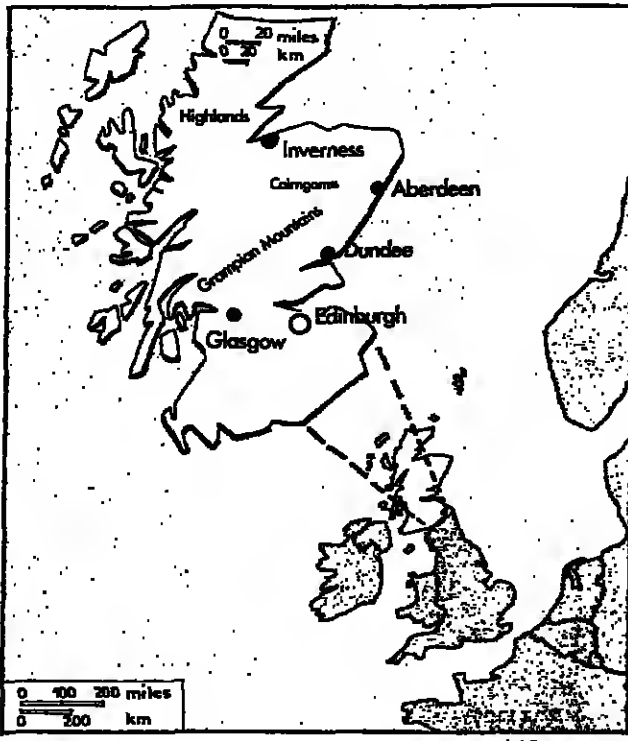 0 20 miles
0 20 km
Highlands
Inverness
Cairngorms
Aberdeen
Grampian Mountains
Dundee
Edinburgh
Glasgow
0 100 200 miles
0 200 km